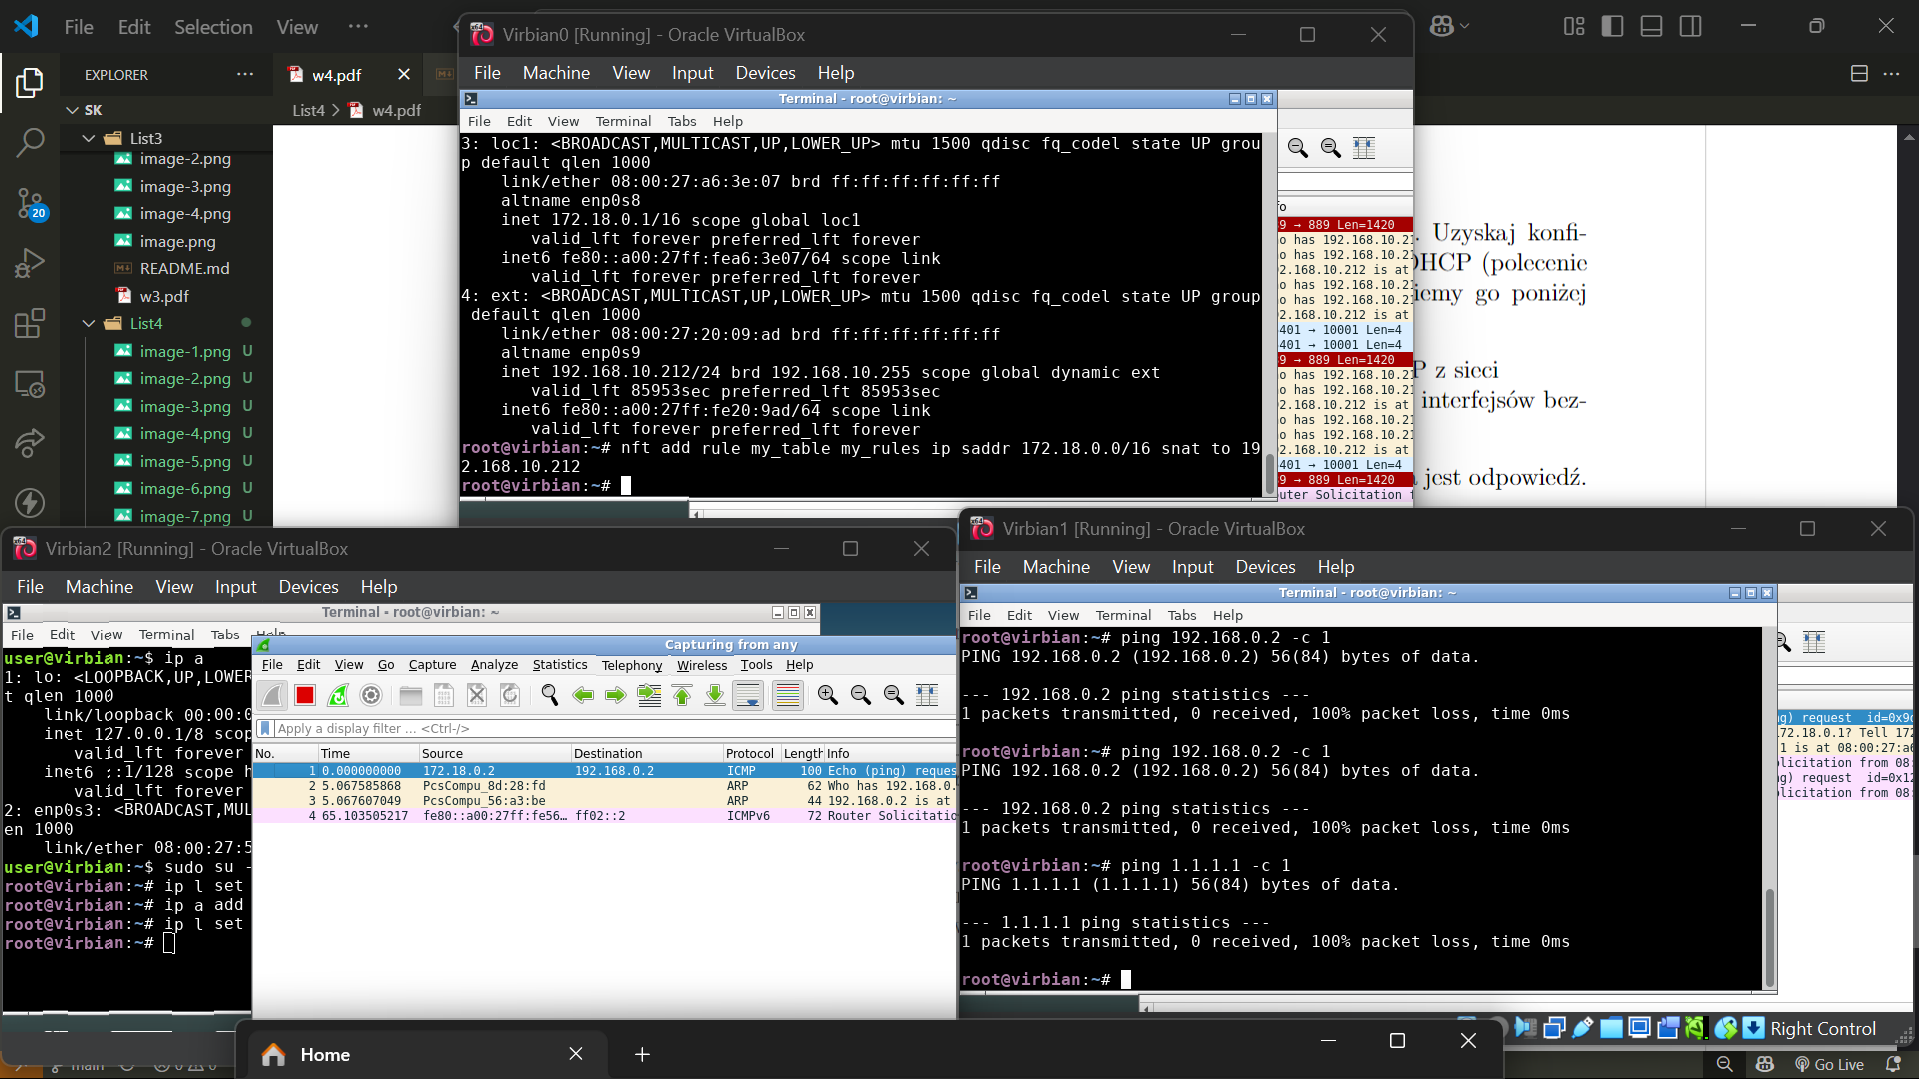 File Edit Selection View ···
EXPLORER ···
w4.pdf
SK
List4 > w4.pdf
List3
image-2.png
image-3.png
image-4.png
image.png
README.md
w3.pdf
List4
image-1.png U
image-2.png U
image-3.png U
image-4.png U
image-5.png U
image-6.png U
image-7.png U
20
Virbian0 [Running] - Oracle VirtualBox
File Machine View Input Devices Help
Terminal - root@virbian: ~
File Edit View Terminal Tabs Help
3: loc1: <BROADCAST,MULTICAST,UP,LOWER_UP> mtu 1500 qdisc fq_codel state UP grou
p default qlen 1000
link/ether 08:00:27:a6:3e:07 brd ff:ff:ff:ff:ff:ff
altname enp0s8
inet 172.18.0.1/16 scope global loc1
valid_lft forever preferred_lft forever
inet6 fe80::a00:27ff:fea6:3e07/64 scope link
valid_lft forever preferred_lft forever
4: ext: <BROADCAST,MULTICAST,UP,LOWER_UP> mtu 1500 qdisc fq_codel state UP group
default qlen 1000
link/ether 08:00:27:20:09:ad brd ff:ff:ff:ff:ff:ff
altname enp0s9
inet 192.168.10.212/24 brd 192.168.10.255 scope global dynamic ext
valid_lft 85953sec preferred_lft 85953sec
inet6 fe80::a00:27ff:fe20:9ad/64 scope link
valid_lft forever preferred_lft forever
root@virbian:~# nft add rule my_table my_rules ip saddr 172.18.0.0/16 snat to 19
2.168.10.212
root@virbian:~#
fo
9 → 889 Len=1420
o has 192.168.10.21
o has 192.168.10.21
2.168.10.212 is at
o has 192.168.10.21
o has 192.168.10.21
2.168.10.212 is at
401 → 10001 Len=4
401 → 10001 Len=4
9 → 889 Len=1420
o has 192.168.10.21
o has 192.168.10.21
2.168.10.212 is at
o has 192.168.10.21
o has 192.168.10.21
2.168.10.212 is at
401 → 10001 Len=4
9 → 889 Len=1420
uter Solicitation f
. Uzyskaj konfi-
DHCP (polecenie
iemy go poniżej
P z sieci
interfejsów bez-
jest odpowiedź.
Virbian2 [Running] - Oracle VirtualBox
File Machine View Input Devices Help
Terminal - root@virbian: ~
File Edit View Terminal Tabs Help
user@virbian:~$ ip a
1: lo: <LOOPBACK,UP,LOWER
t qlen 1000
link/loopback 00:00:0
inet 127.0.0.1/8 scop
valid_lft forever
inet6 ::1/128 scope h
valid_lft forever
2: enp0s3: <BROADCAST,MUL
en 1000
link/ether 08:00:27:5
user@virbian:~$ sudo su -
root@virbian:~# ip l set
root@virbian:~# ip a add
root@virbian:~# ip l set
root@virbian:~#
Capturing from any
File Edit View Go Capture Analyze Statistics Telephony Wireless Tools Help
Apply a display filter ... <Ctrl-/>
No. Time Source Destination Protocol Length Info
1 0.000000000 172.18.0.2 192.168.0.2 ICMP 100 Echo (ping) reques
2 5.067585868 PcsCompu_8d:28:fd ARP 62 Who has 192.168.0.
3 5.067607049 PcsCompu_56:a3:be ARP 44 192.168.0.2 is at
4 65.103505217 fe80::a00:27ff:fe56… ff02::2 ICMPv6 72 Router Solicitatio
Virbian1 [Running] - Oracle VirtualBox
File Machine View Input Devices Help
Terminal - root@virbian: ~
File Edit View Terminal Tabs Help
root@virbian:~# ping 192.168.0.2 -c 1
PING 192.168.0.2 (192.168.0.2) 56(84) bytes of data.
--- 192.168.0.2 ping statistics ---
1 packets transmitted, 0 received, 100% packet loss, time 0ms
root@virbian:~# ping 192.168.0.2 -c 1
PING 192.168.0.2 (192.168.0.2) 56(84) bytes of data.
--- 192.168.0.2 ping statistics ---
1 packets transmitted, 0 received, 100% packet loss, time 0ms
root@virbian:~# ping 1.1.1.1 -c 1
PING 1.1.1.1 (1.1.1.1) 56(84) bytes of data.
--- 1.1.1.1 ping statistics ---
1 packets transmitted, 0 received, 100% packet loss, time 0ms
root@virbian:~#
ng) request id=0x9c
172.18.0.1? Tell 172
1 is at 08:00:27:a6
olicitation from 08:
ng) request id=0x12
olicitation from 08:
Right Control
Home
main
0 0
Go Live